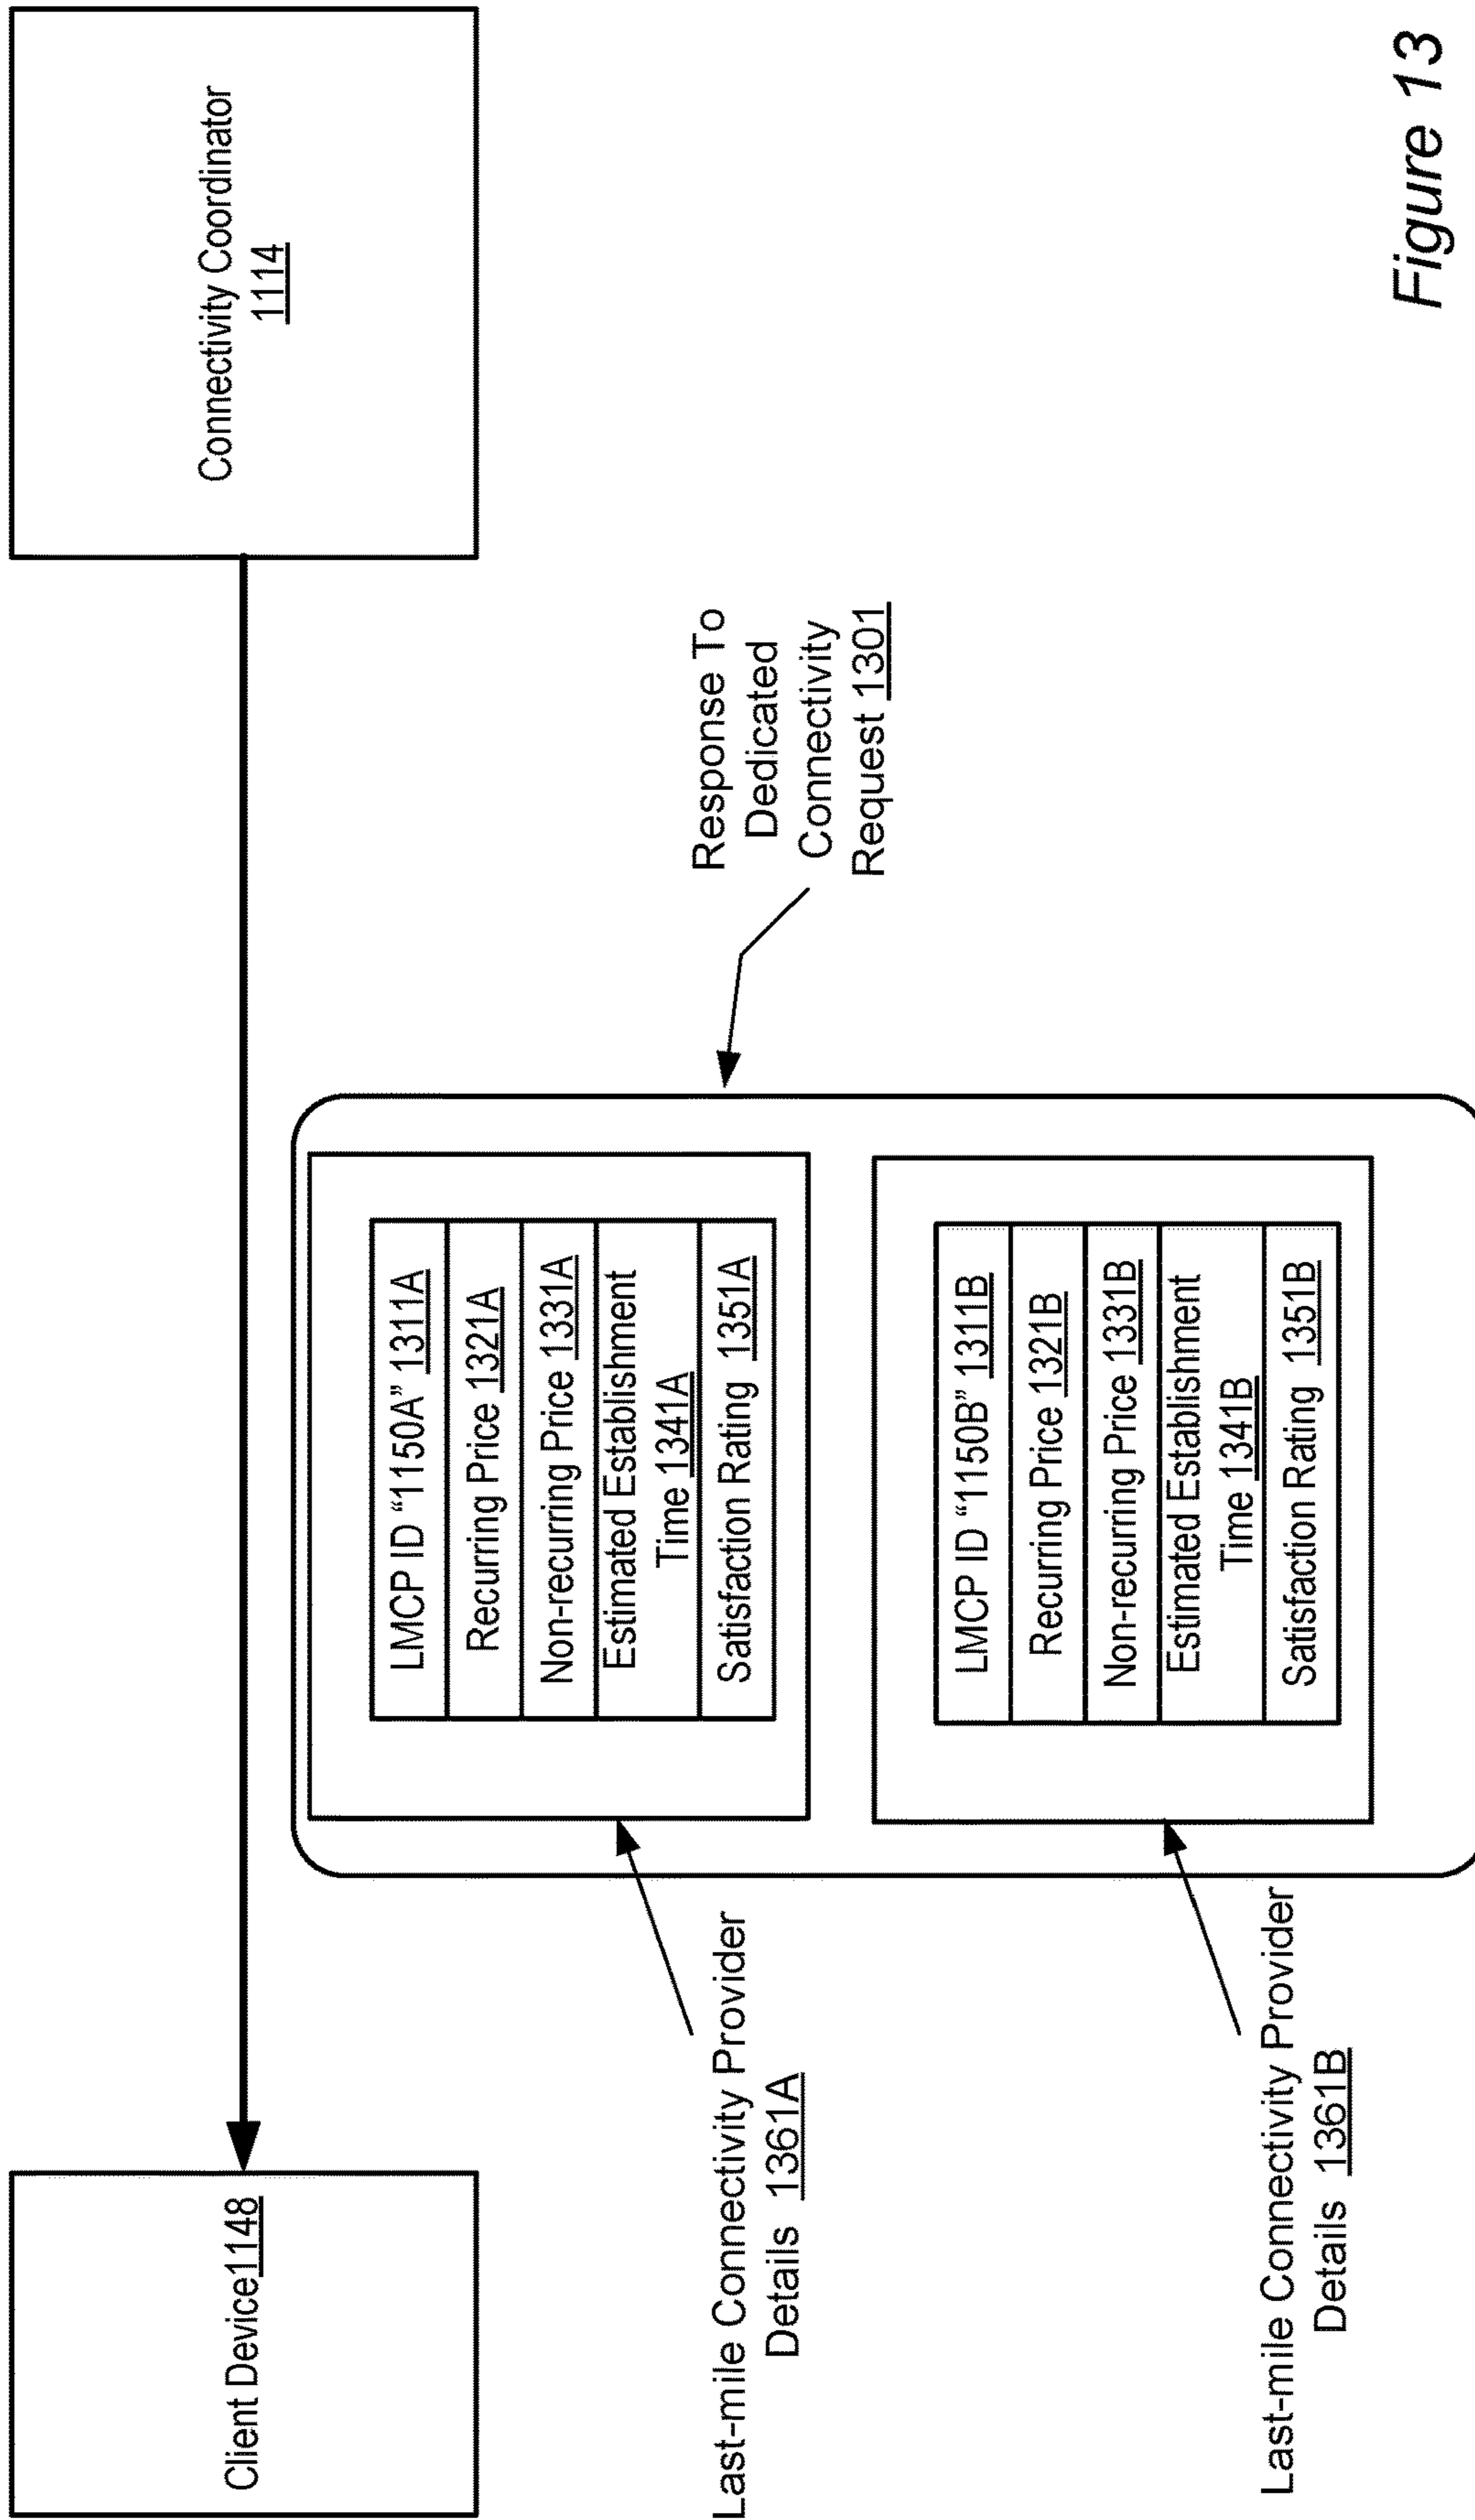 Client Device1148
Connectivity Coordinator
1114
Response To
Dedicated
Connectivity
Request 1301
LMCP ID “1150A” 1311A
Recurring Price 1321A
Non-recurring Price 1331A
Estimated Establishment
Time 1341A
Satisfaction Rating 1351A
Last-mile Connectivity Provider
Details 1361A
LMCP ID “1150B” 1311B
Recurring Price 1321B
Non-recurring Price 1331B
Estimated Establishment
Time 1341B
Satisfaction Rating 1351B
Last-mile Connectivity Provider
Details 1361B
Figure 13